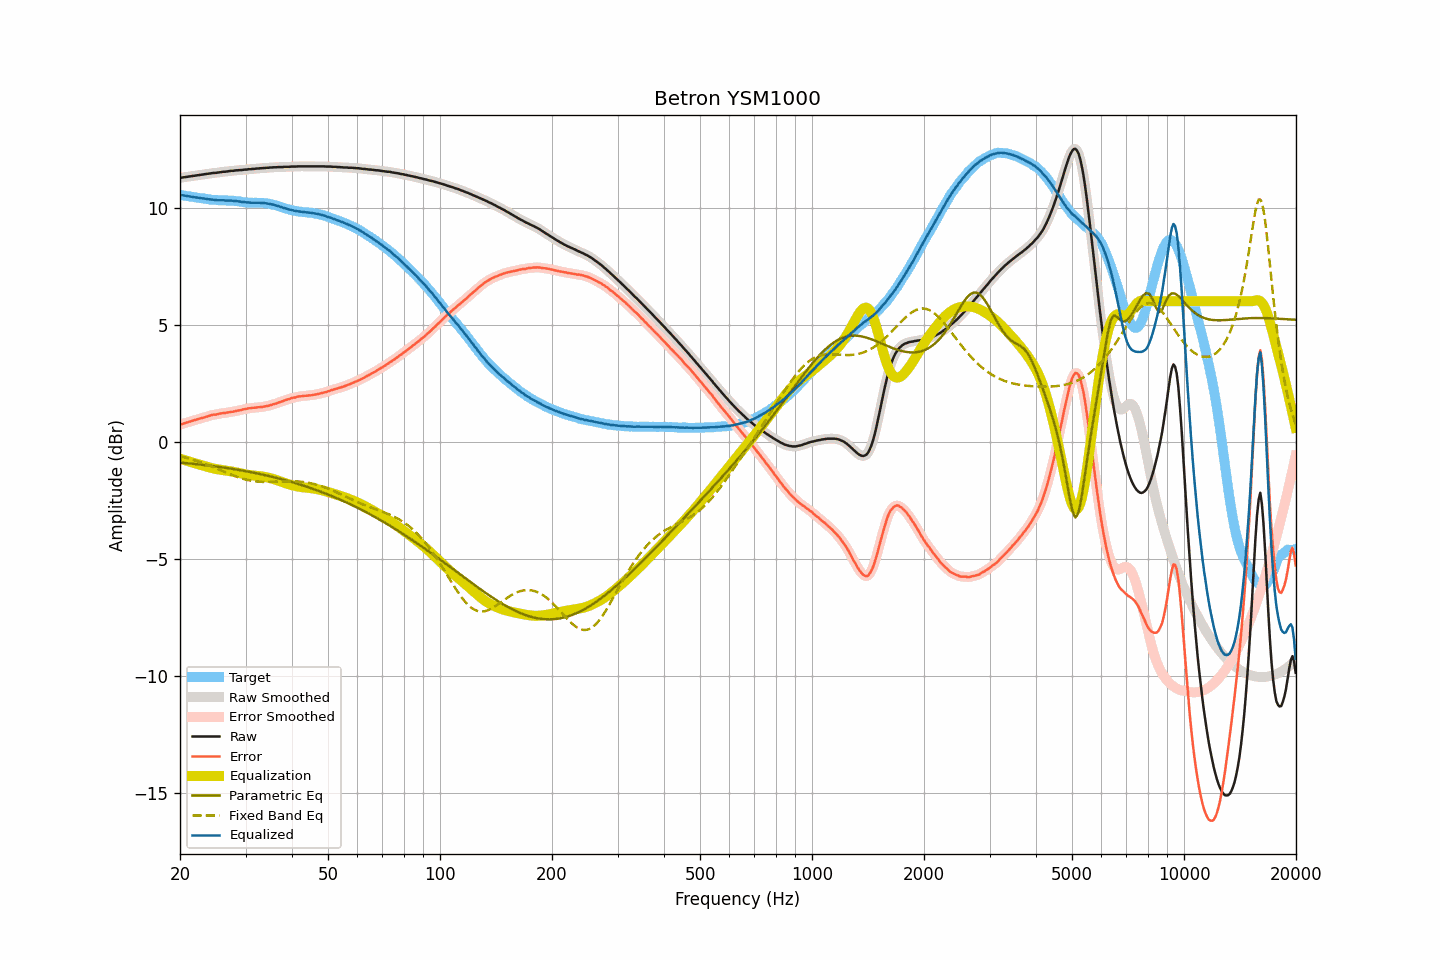 Betron YSM1000
Amplitude (dBr)
10
5
0
−5
−10
−15
Target
Raw Smoothed
Error Smoothed
Raw
Error
Equalization
Parametric Eq
Fixed Band Eq
Equalized
20 50 100 200 500 1000 2000 5000 10000 20000
Frequency (Hz)